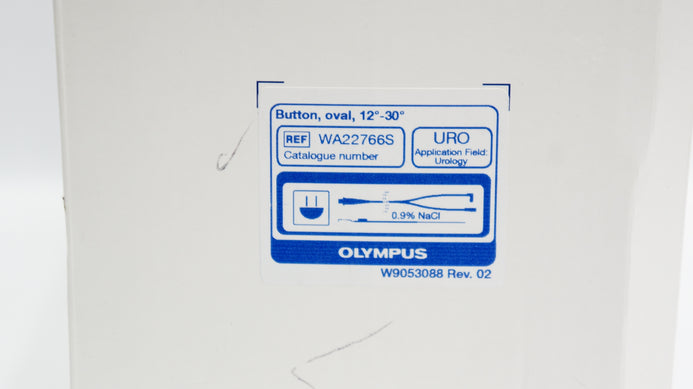 Button, oval, 12°-30°
REF WA22766S
Catalogue number
URO
Application Field:
Urology
0.9% NaCl
OLYMPUS
W9053088 Rev. 02